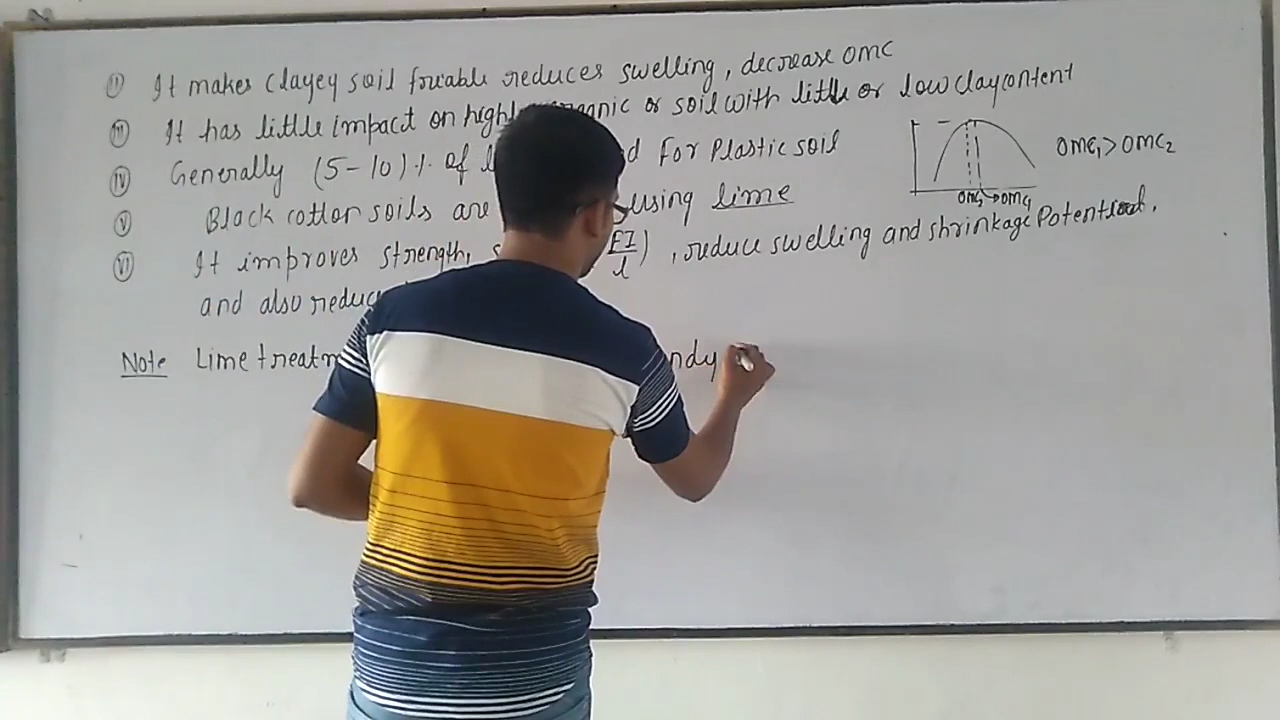 (II) It makes clayey soil friable reduces swelling, decrease OMC
(III) It has little impact on highly organic or soil with little or low clay content
(IV) Generally (5-10)% of for Plastic soil
(V) Black cotton soils are using lime
(VI) It improves strength, , reduce swelling and shrinkage Potential,
and also reduc
Note Lime treatm ndy
OMC1 > OMC2
OMC2 OMC1